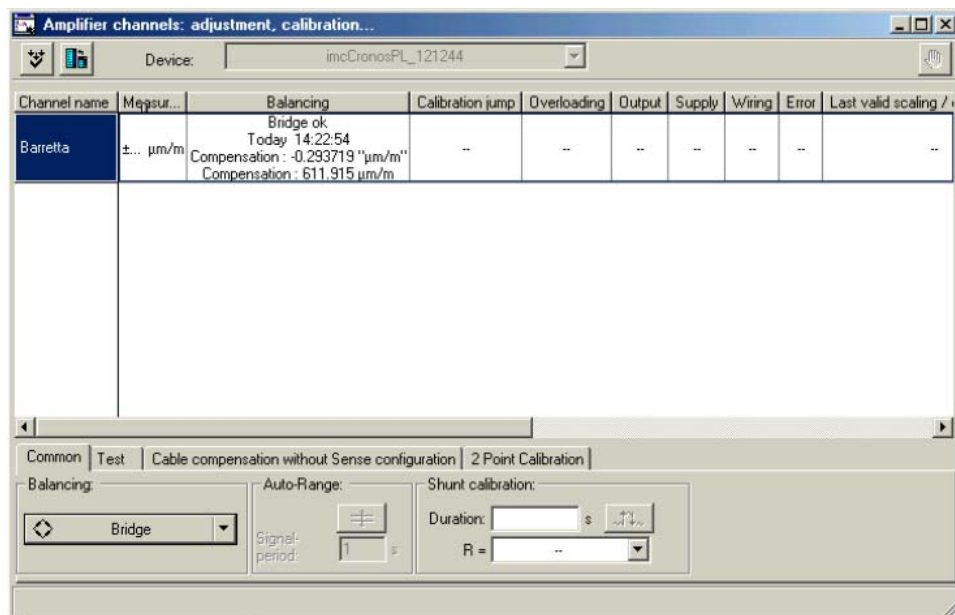 Amplifier channels: adjustment, calibration...
Device: imcCronosPL_121244
Channel name Measur... Balancing Calibration jump Overloading Output Supply Wiring Error Last valid scaling /
Barretta ±... µm/m Bridge ok -- -- -- -- -- -- --
Today 14:22:54
Compensation : -0.293719 "µm/m"
Compensation : 611.915 µm/m
Common Test Cable compensation without Sense configuration 2 Point Calibration
Balancing: Auto-Range: Shunt calibration:
Bridge Duration: s
Signal-
period: 1 s R = --